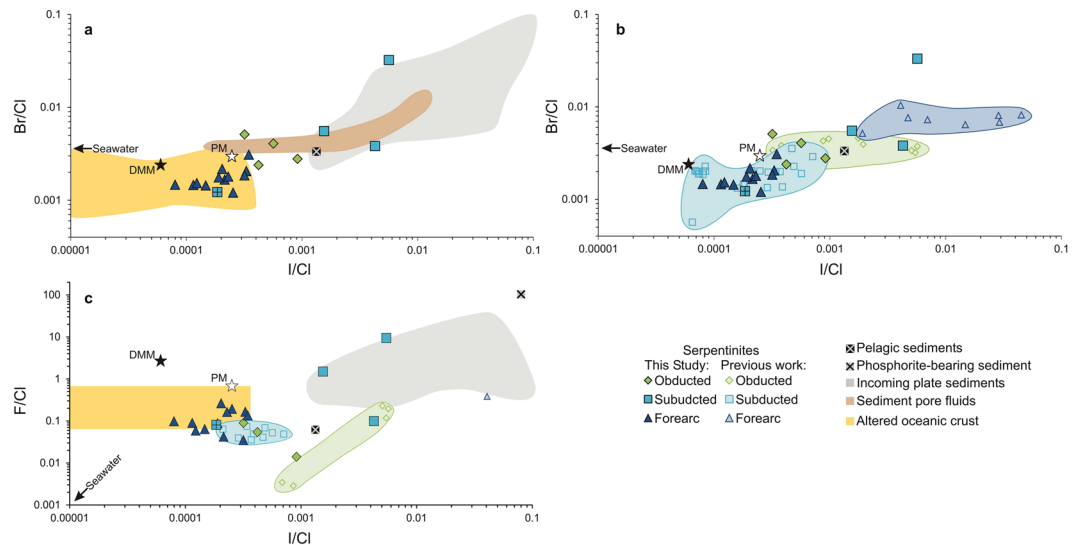 a
0.1
0.01
0.001
Br/Cl
Seawater
DMM
PM
0.00001
0.0001
0.001
0.01
0.1
I/Cl
b
0.1
0.01
0.001
Br/Cl
Seawater
DMM
PM
0.00001
0.0001
0.001
0.01
0.1
I/Cl
c
100
10
1
0.1
0.01
0.001
F/Cl
DMM
PM
Seawater
0.00001
0.0001
0.001
0.01
0.1
I/Cl
Serpentinites
This Study: Previous work:
Obducted Obducted
Subudcted Subducted
Forearc Forearc
Pelagic sediments
Phosphorite-bearing sediment
Incoming plate sediments
Sediment pore fluids
Altered oceanic crust